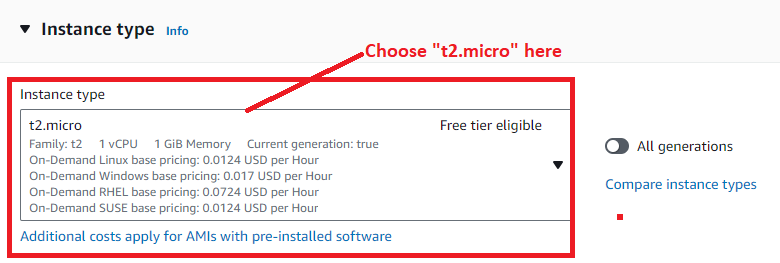 Instance type Info
Choose "t2.micro" here
Instance type
t2.micro Free tier eligible
Family: t2 1 vCPU 1 GiB Memory Current generation: true
On-Demand Linux base pricing: 0.0124 USD per Hour
On-Demand Windows base pricing: 0.017 USD per Hour
On-Demand RHEL base pricing: 0.0724 USD per Hour
On-Demand SUSE base pricing: 0.0124 USD per Hour
All generations
Compare instance types
Additional costs apply for AMIs with pre-installed software